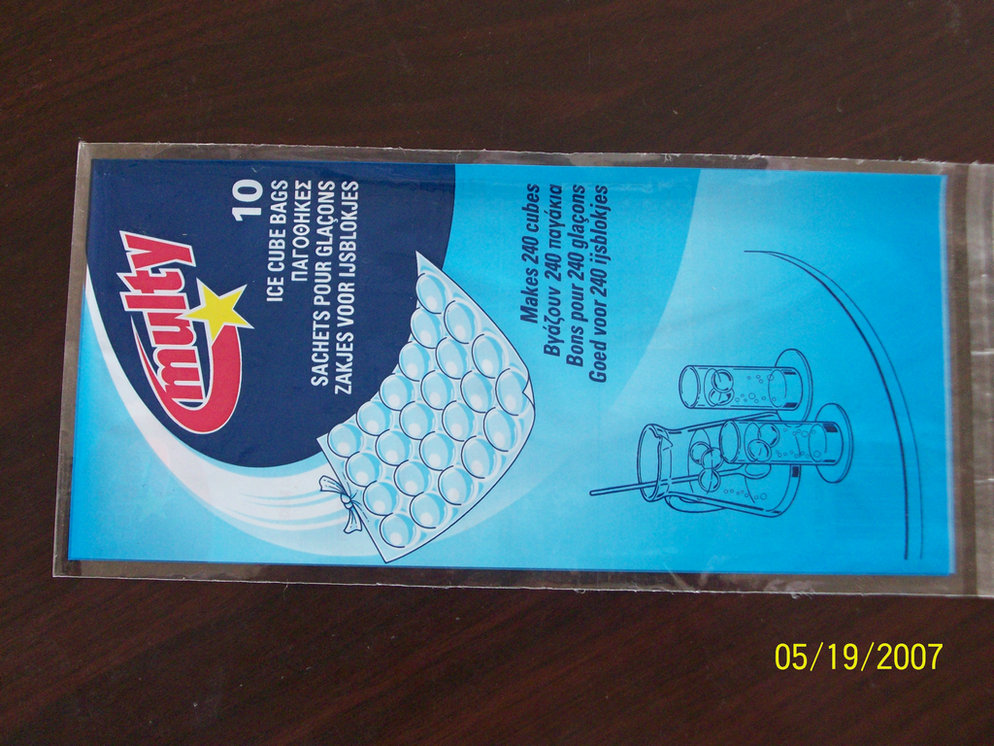 multy
10
ICE CUBE BAGS
ΠΑΓΟΘΗΚΕΣ
SACHETS POUR GLAÇONS
ZAKJES VOOR IJSBLOKJES
Makes 240 cubes
Βγάζουν 240 παγάκια
Bons pour 240 glaçons
Goed voor 240 ijsblokjes
05/19/2007